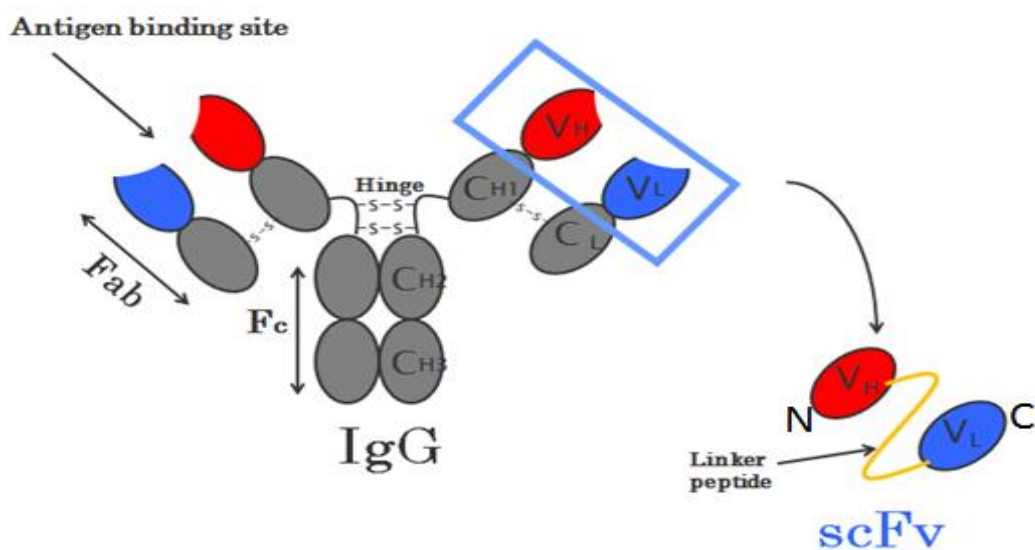 Antigen binding site
VH
Hinge
CH1
VL
-S-S-
S-S
S-S
-S-S-
CL
Fab
CH2
Fc
CH3
IgG
VH
N
C
VL
Linker
peptide
scFv